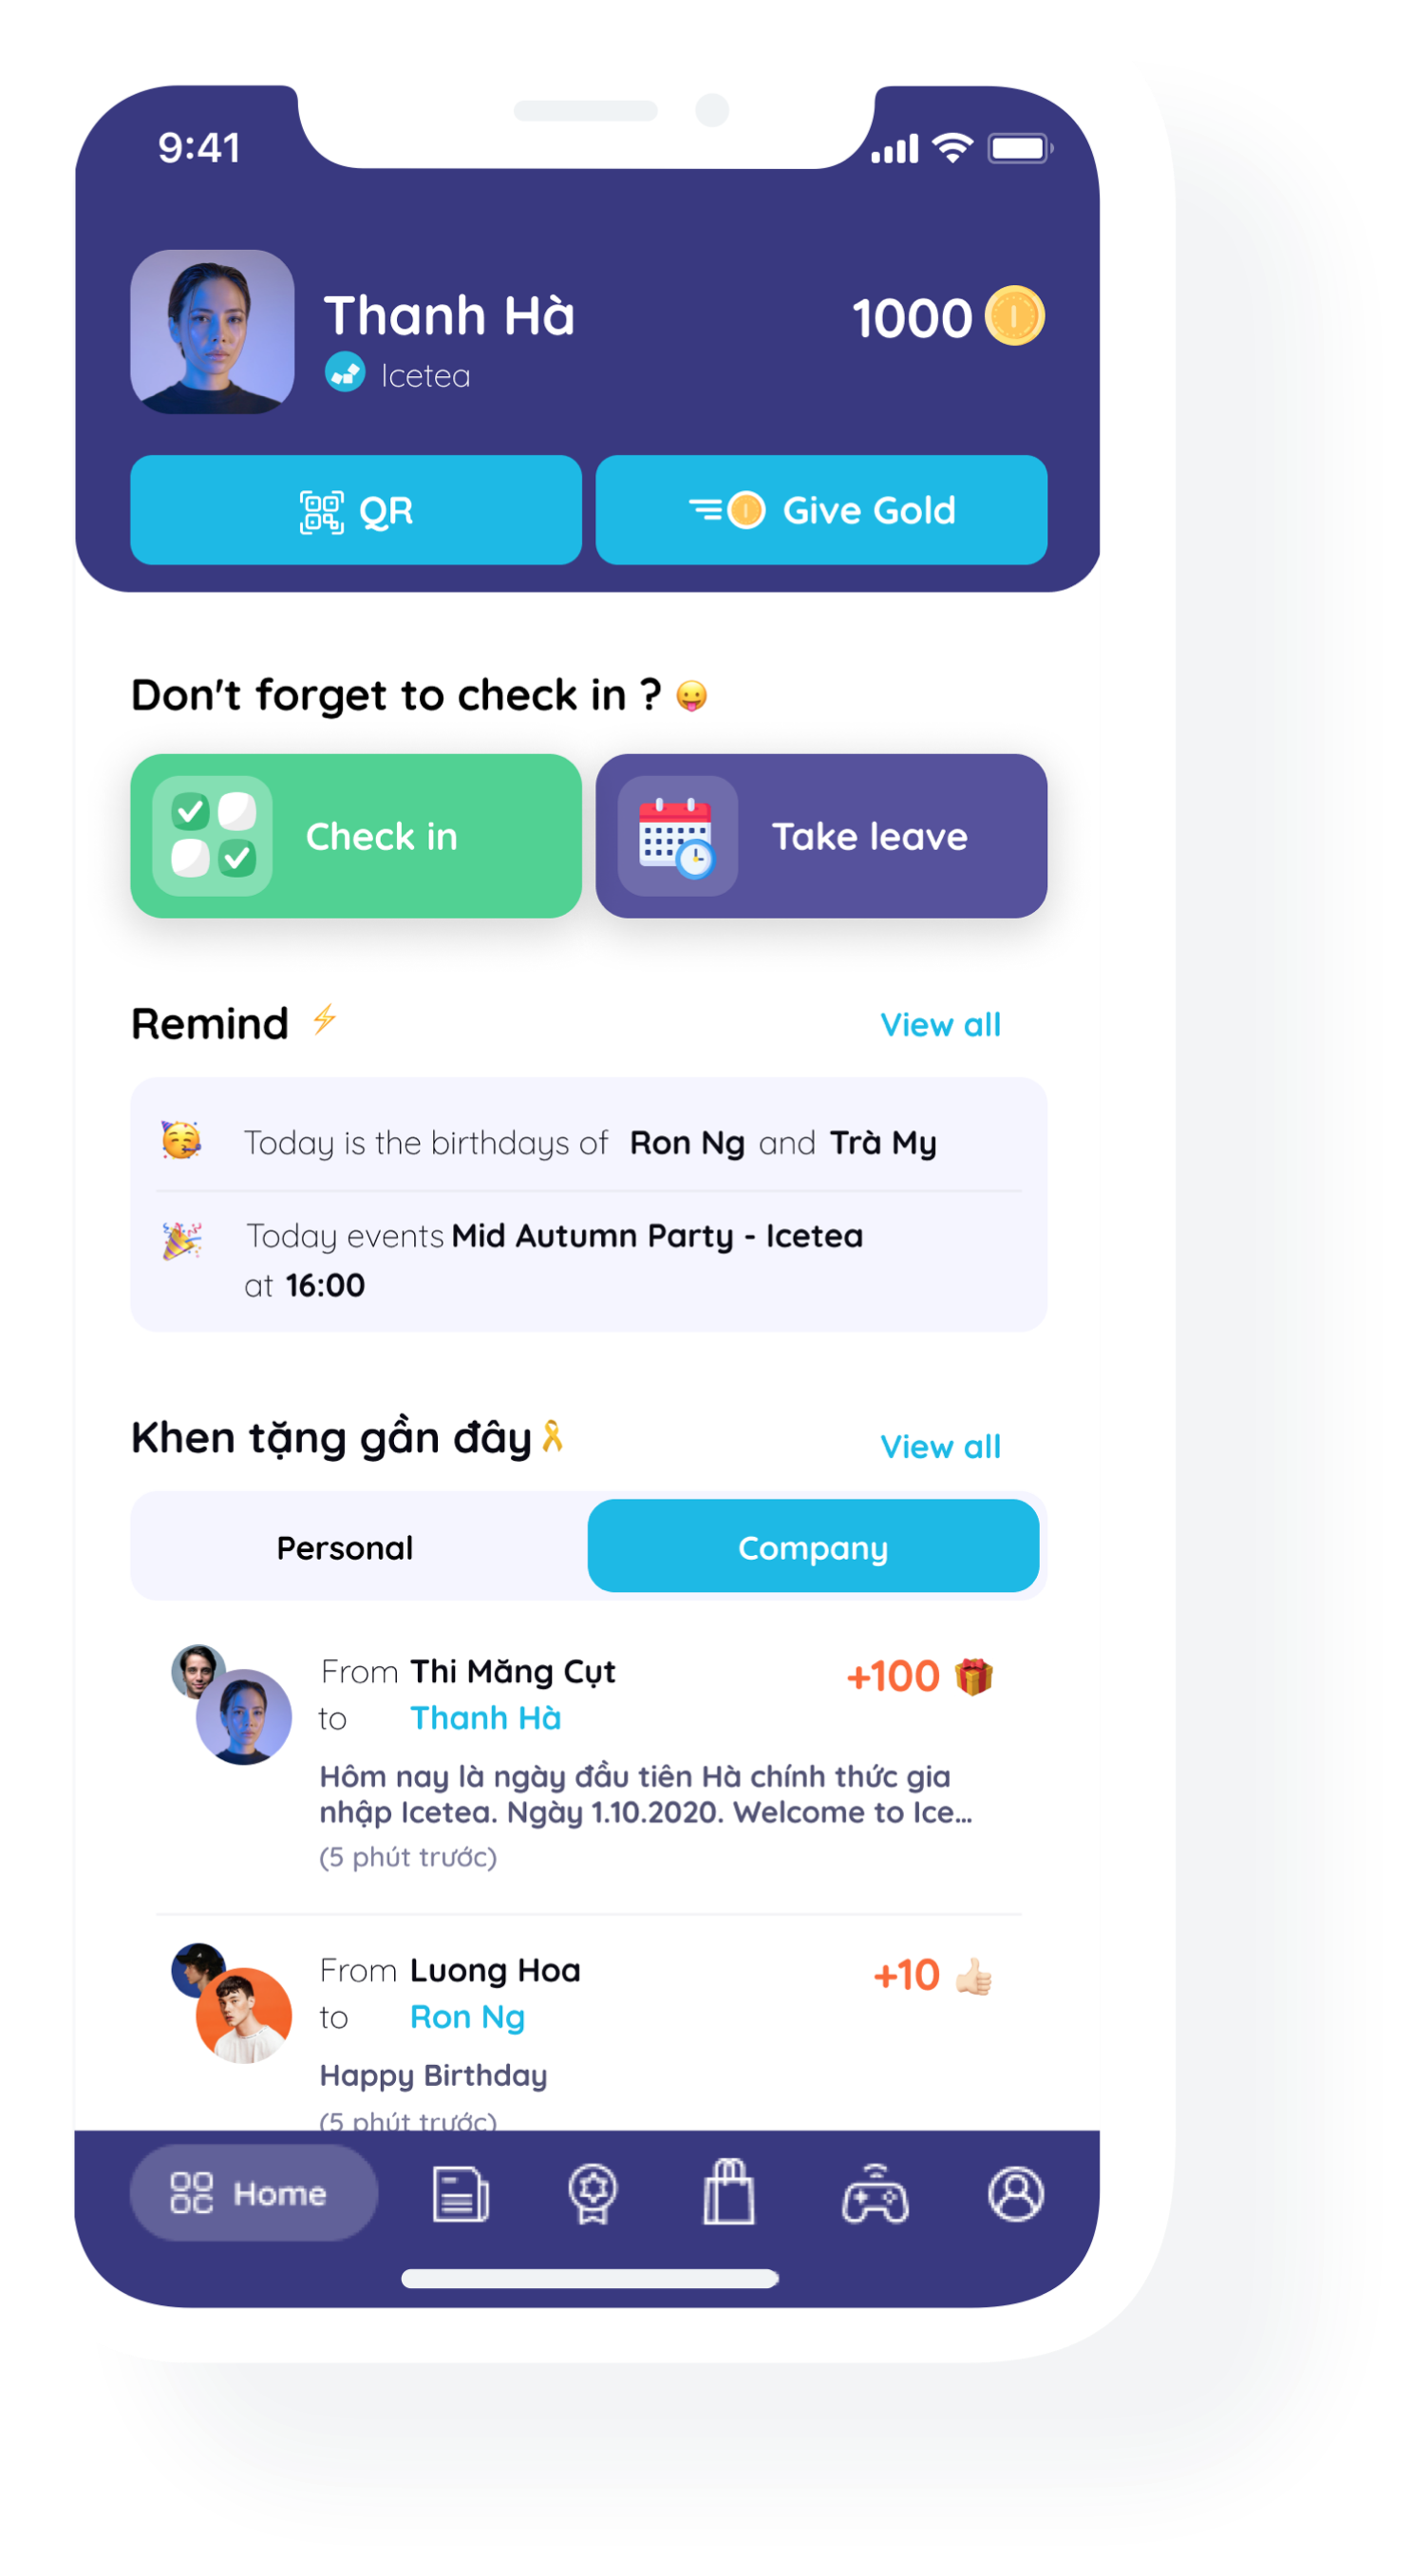 9:41
Thanh Hà
1000
Icetea
QR
Give Gold
Don't forget to check in ?
Check in
Take leave
Remind
View all
Today is the birthdays of Ron Ng and Trà My
Today events Mid Autumn Party - Icetea
at 16:00
Khen tặng gần đây
View all
Personal
Company
From Thi Măng Cụt
+100
to Thanh Hà
Hôm nay là ngày đầu tiên Hà chính thức gia
nhập Icetea. Ngày 1.10.2020. Welcome to Ice...
(5 phút trước)
From Luong Hoa
+10
to Ron Ng
Happy Birthday
(5 phút trước)
Home